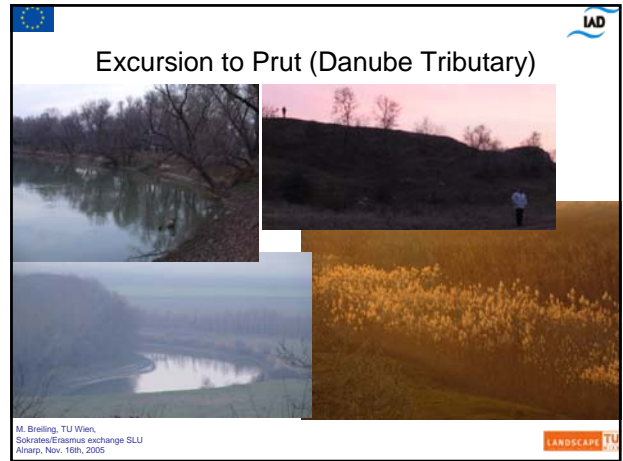 IAD
Excursion to Prut (Danube Tributary)
M. Breiling, TU Wien,
Sokrates/Erasmus exchange SLU
Alnarp, Nov. 16th, 2005
LANDSCAPE TU